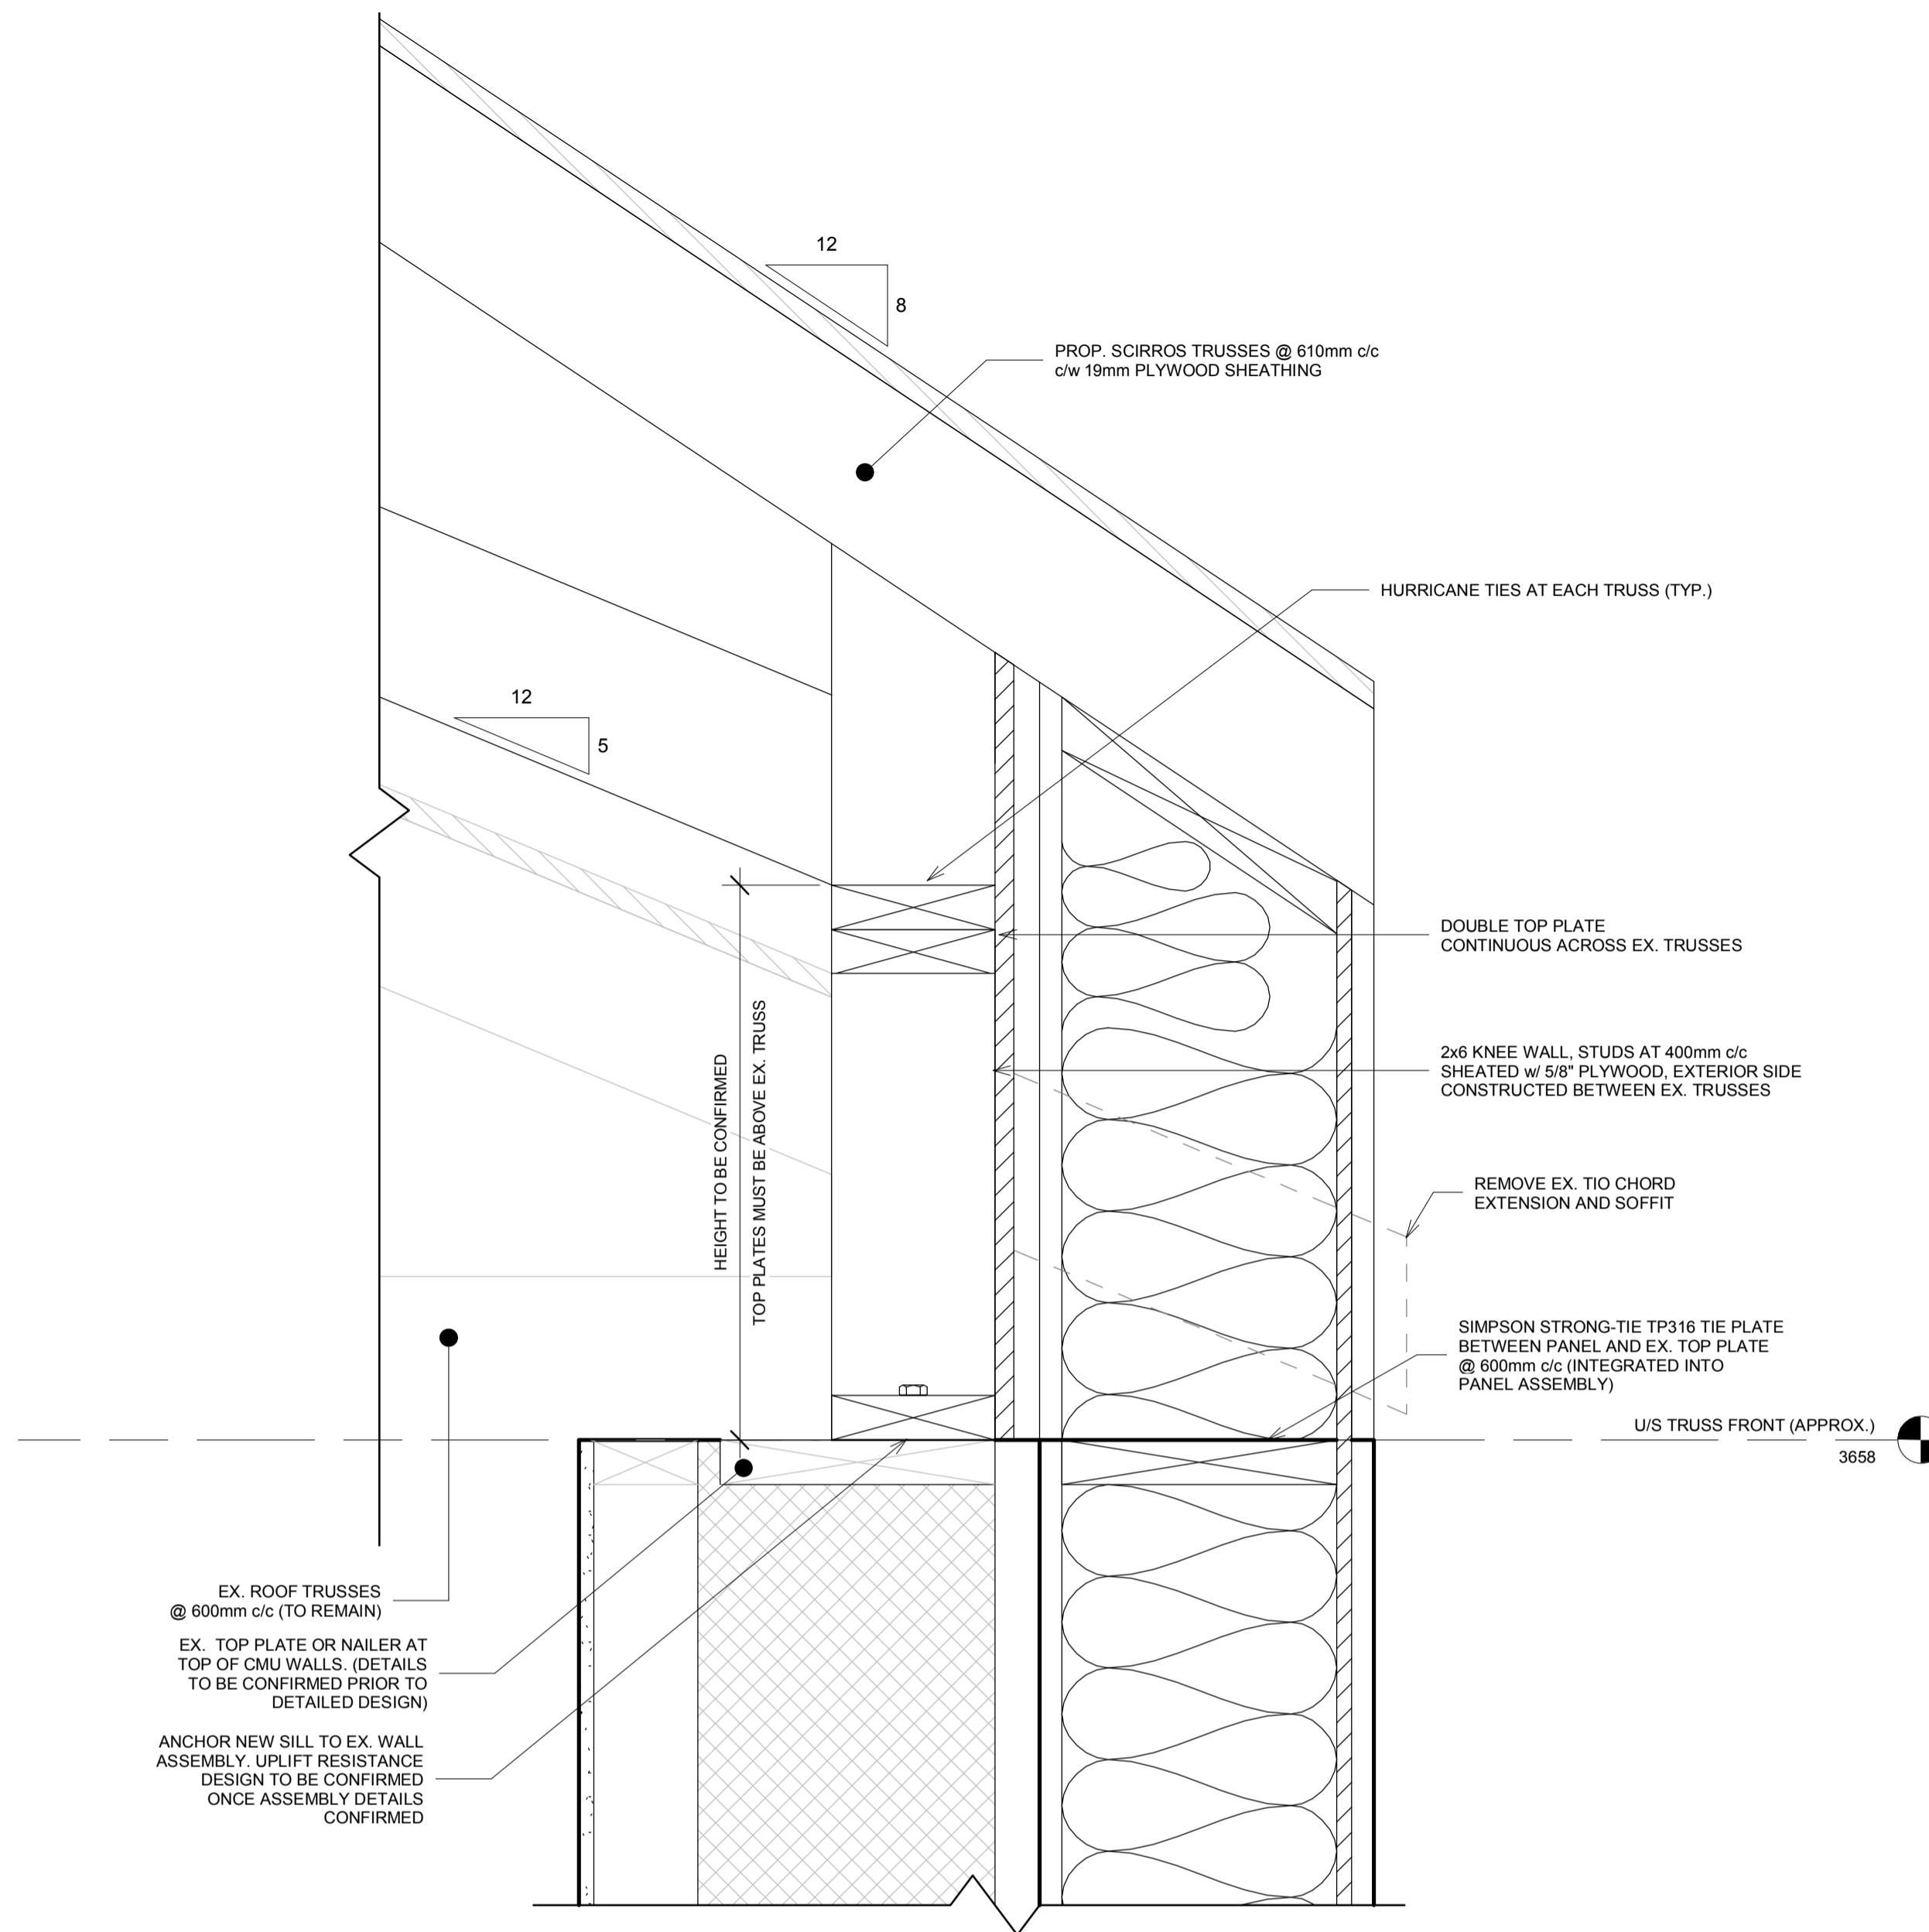 12
8
PROP. SCIRROS TRUSSES @ 610mm c/c
c/w 19mm PLYWOOD SHEATHING
HURRICANE TIES AT EACH TRUSS (TYP.)
12
5
DOUBLE TOP PLATE
CONTINUOUS ACROSS EX. TRUSSES
HEIGHT TO BE CONFIRMED
TOP PLATES MUST BE ABOVE EX. TRUSS
2x6 KNEE WALL, STUDS AT 400mm c/c
SHEATED w/ 5/8" PLYWOOD, EXTERIOR SIDE
CONSTRUCTED BETWEEN EX. TRUSSES
REMOVE EX. TIO CHORD
EXTENSION AND SOFFIT
SIMPSON STRONG-TIE TP316 TIE PLATE
BETWEEN PANEL AND EX. TOP PLATE
@ 600mm c/c (INTEGRATED INTO
PANEL ASSEMBLY)
U/S TRUSS FRONT (APPROX.)
3658
EX. ROOF TRUSSES
@ 600mm c/c (TO REMAIN)
EX. TOP PLATE OR NAILER AT
TOP OF CMU WALLS. (DETAILS
TO BE CONFIRMED PRIOR TO
DETAILED DESIGN)
ANCHOR NEW SILL TO EX. WALL
ASSEMBLY. UPLIFT RESISTANCE
DESIGN TO BE CONFIRMED
ONCE ASSEMBLY DETAILS
CONFIRMED